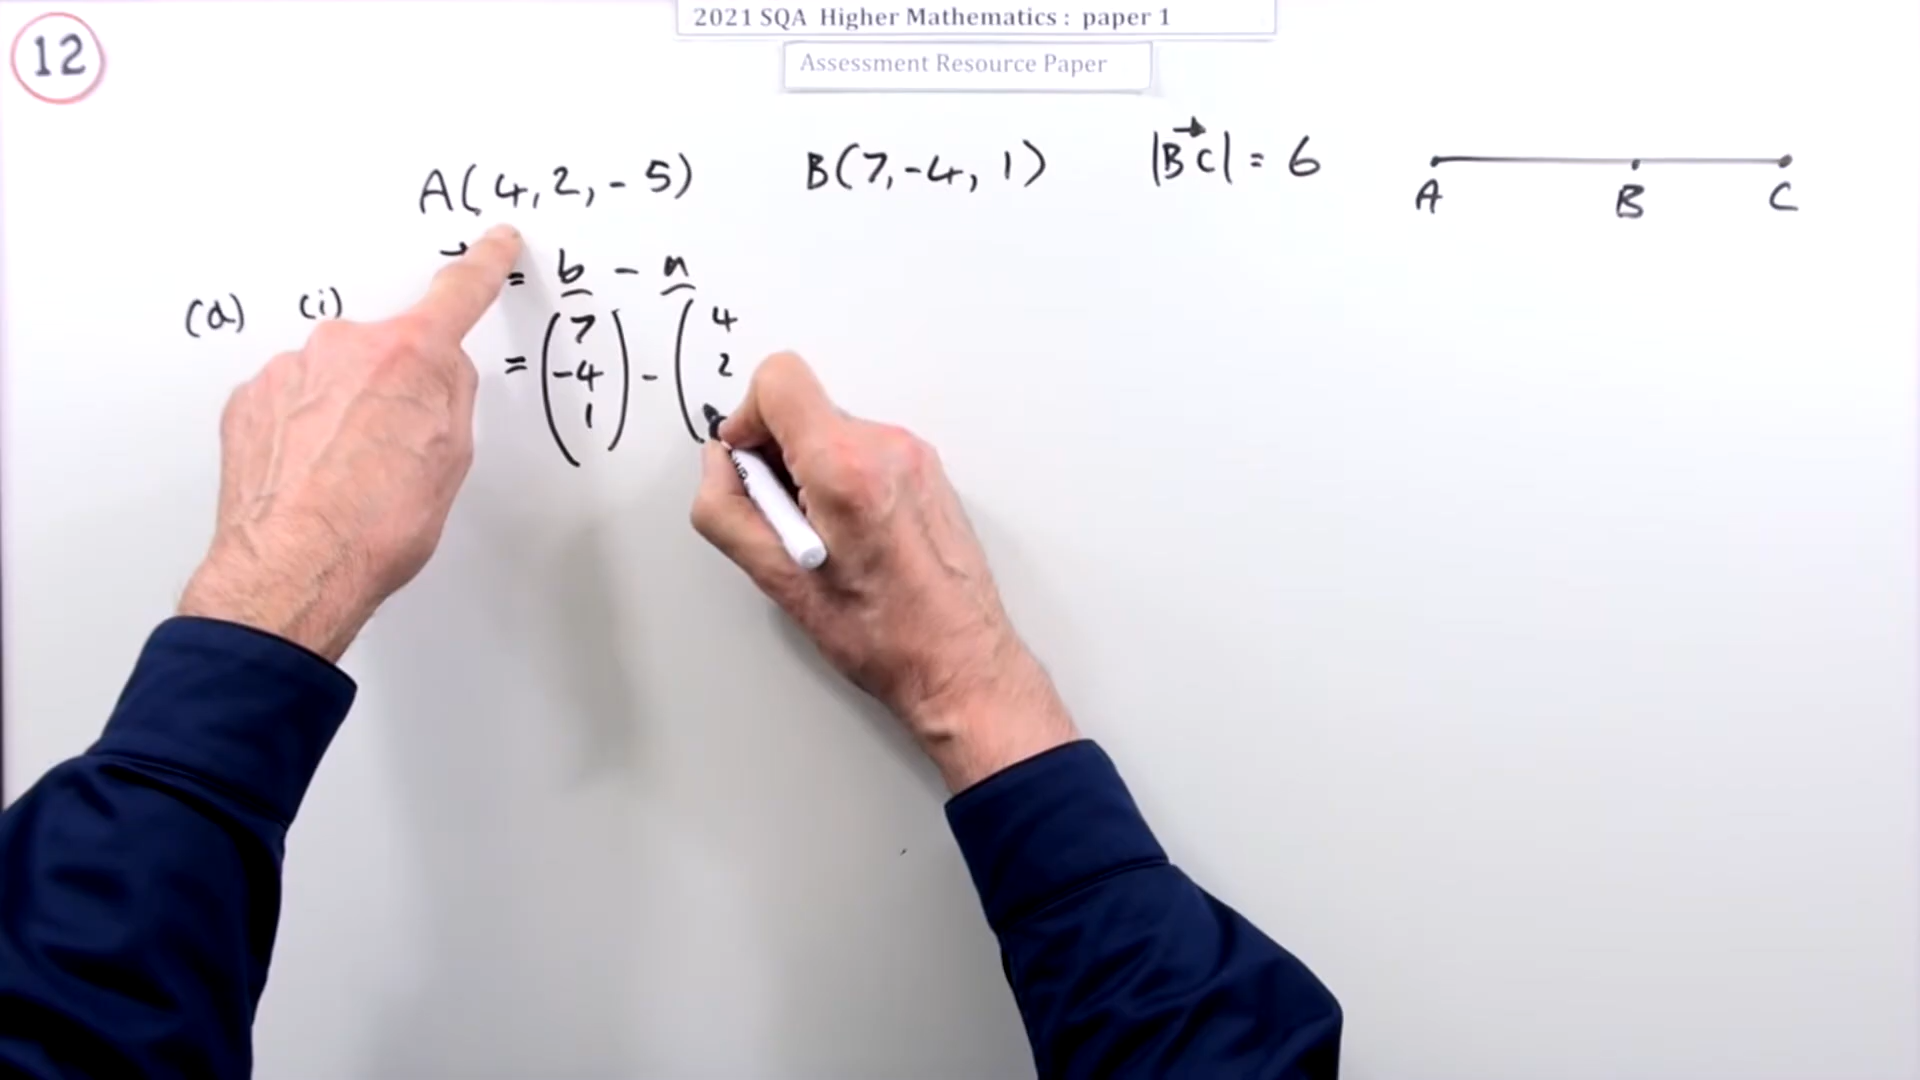 2021 SQA Higher Mathematics : paper 1
Assessment Resource Paper
12
A(4, 2, -5) B(7, -4, 1) |BC| = 6
A B C
= b - a
(a) (i)
= (7 -4 1) - (4 2